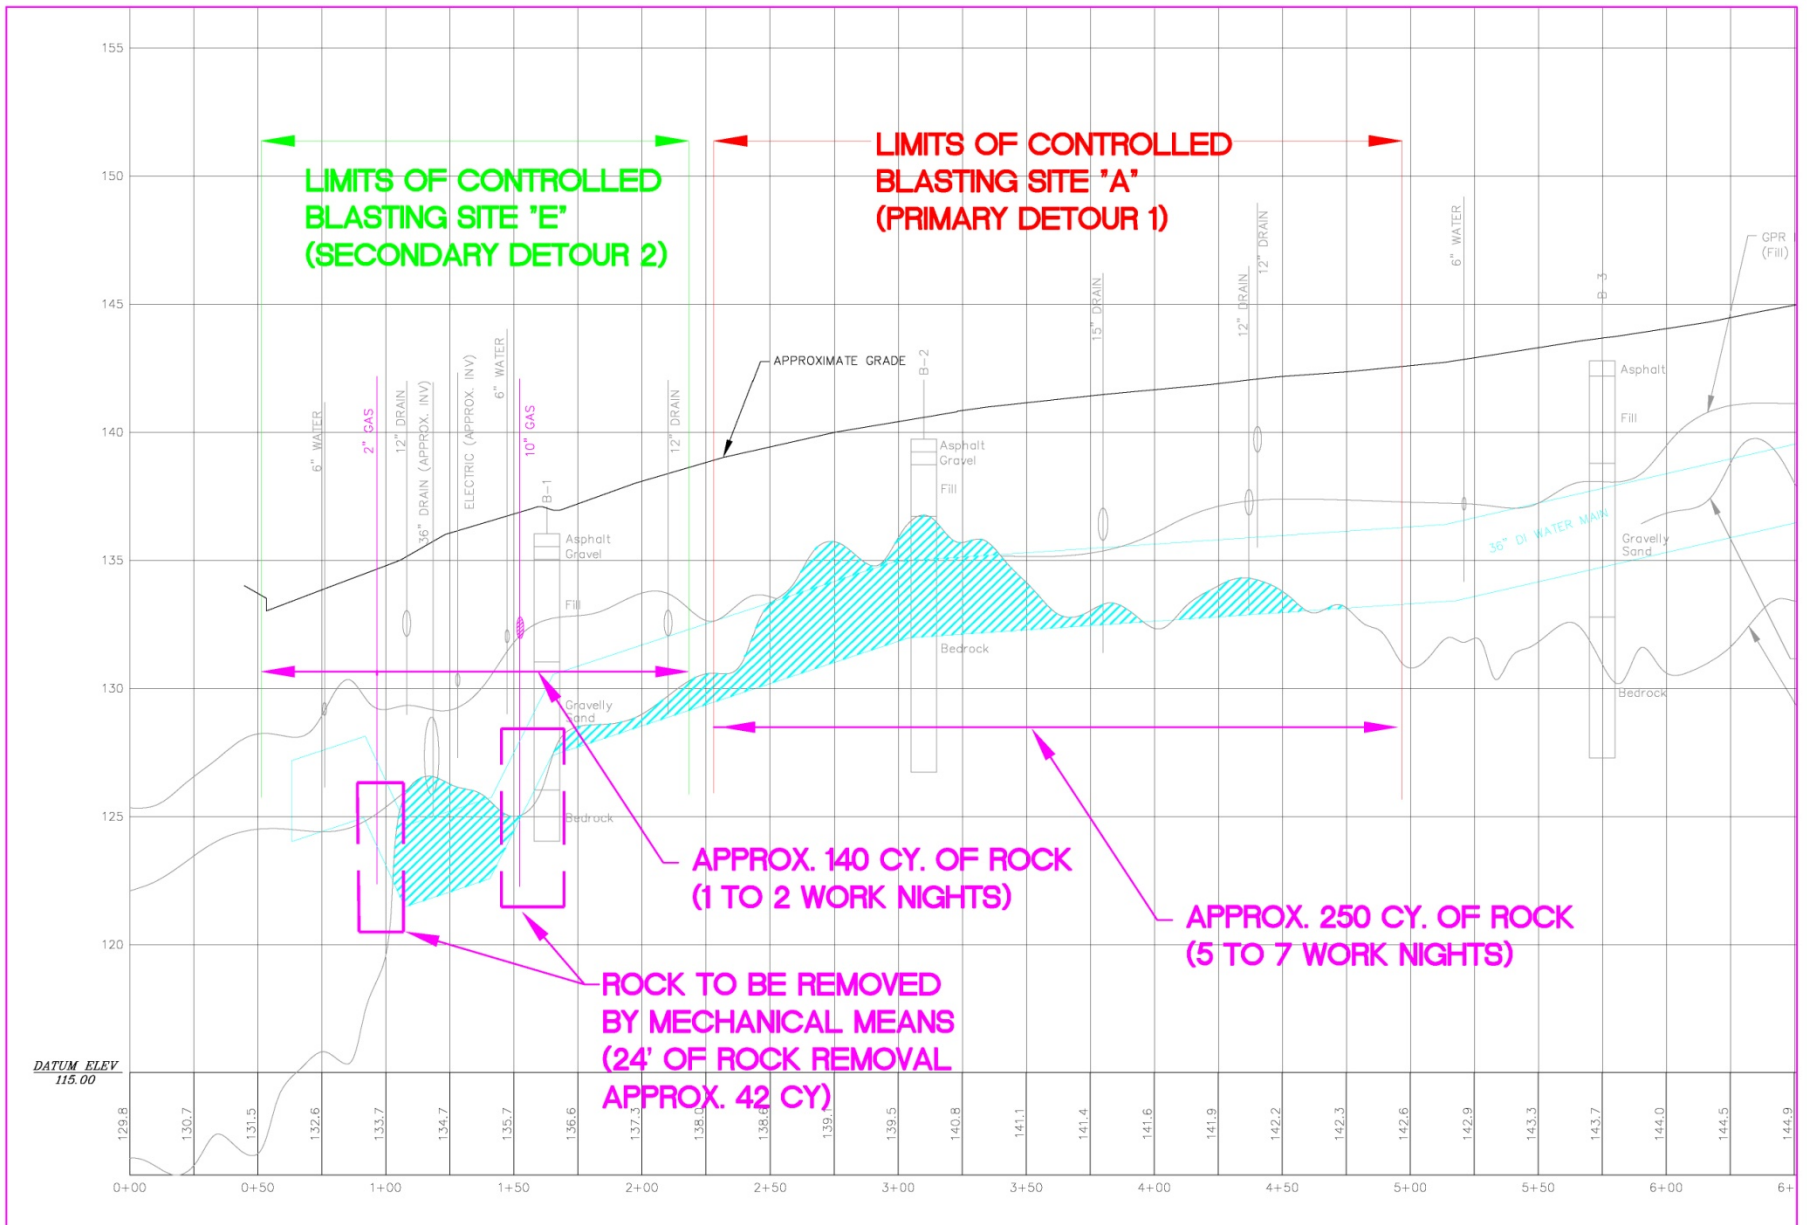 155
150
145
140
135
130
125
120
DATUM ELEV
115.00
LIMITS OF CONTROLLED
BLASTING SITE "E"
(SECONDARY DETOUR 2)
LIMITS OF CONTROLLED
BLASTING SITE "A"
(PRIMARY DETOUR 1)
APPROXIMATE GRADE
6" WATER
2" GAS
12" DRAIN
36" DRAIN (APPROX. INV)
ELECTRIC (APPROX. INV)
6" WATER
10" GAS
B-1
12" DRAIN
B-2
15" DRAIN
12" DRAIN
12" DRAIN
6" WATER
B-3
GPR
(Fill)
Asphalt
Gravel
Fill
Gravelly
Sand
Bedrock
Asphalt
Gravel
Fill
Bedrock
Asphalt
Fill
Gravelly
Sand
Bedrock
36" DI WATER MAIN
APPROX. 140 CY. OF ROCK
(1 TO 2 WORK NIGHTS)
APPROX. 250 CY. OF ROCK
(5 TO 7 WORK NIGHTS)
ROCK TO BE REMOVED
BY MECHANICAL MEANS
(24' OF ROCK REMOVAL
APPROX. 42 CY)
129.8
130.7
131.5
132.6
133.7
134.7
135.7
136.6
137.3
138.0
138.6
139.1
139.5
140.8
141.1
141.4
141.6
141.9
142.2
142.3
142.6
142.9
143.3
143.7
144.0
144.5
144.9
0+00
0+50
1+00
1+50
2+00
2+50
3+00
3+50
4+00
4+50
5+00
5+50
6+00
6+